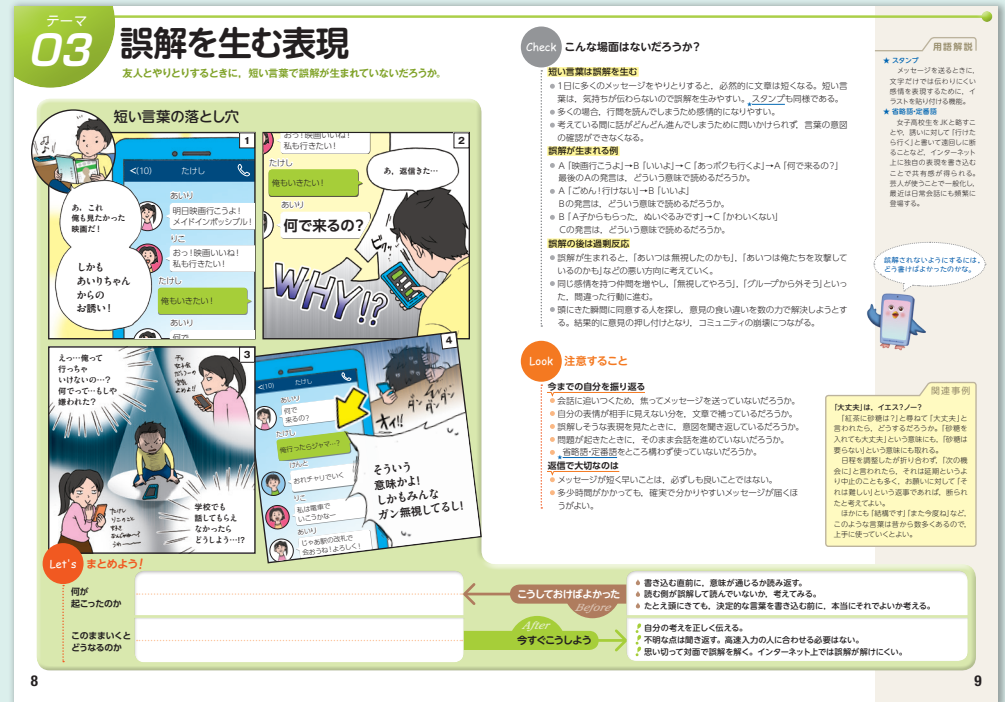 テーマ
03
誤解を生む表現
友人とやりとりするときに，短い言葉で誤解が生まれていないだろうか。
短い言葉の落とし穴
1
<(10)　たけし
あ、これ
俺も見たかった
映画だ！
しかも
あいりちゃん
からの
お誘い！
あいり
明日映画行こうよ！
メイドインポッシブル！
りこ
おっ！映画いいね！
私も行きたい！
たけし
俺もいきたい！
あいり
何で
2
おっ！映画いいね！
私も行きたい！
たけし
俺もいきたい！
あいり
何で来るの？
あ、返信きた…
ビクッ
WHY!?
3
えっ…俺って
行っちゃ
いけないの…？
何でって…もしや
嫌われた？
学校でも
話してもらえ
なかったら
どうしよう…!?
4
<(10)　たけし
あいり
何で
来るの？
たけし
俺行ったらジャマ…？
けんと
おれチャリでいく
りこ
私は電車で
いこうかなー
あいり
じゃあ駅の改札で
会おうね！よろしく！
オイ!!
ダン ダン ダン
そういう
意味かよ！
しかもみんな
ガン無視してるし！
Check こんな場面はないだろうか？
短い言葉は誤解を生む
●1日に多くのメッセージをやりとりすると，必然的に文章は短くなる。短い言
葉は，気持ちが伝わらないので誤解を生みやすい。★スタンプも同様である。
●多くの場合，行間を読んでしまうため感情的になりやすい。
●考えている間に話がどんどん進んでしまうために問いかけられず，言葉の意図
の確認ができなくなる。
誤解が生まれる例
●A「映画行こうよ」→B「いいよ」→C「あっボクも行くよ」→A「何で来るの？」
最後のAの発言は，どういう意味で読めるだろうか。
●A「ごめん！行けない」→B「いいよ」
Bの発言は，どういう意味で読めるだろうか。
●B「A子からもらった，ぬいぐるみです」→C「かわいくない」
Cの発言は，どういう意味で読めるだろうか。
誤解の後は過剰反応
●誤解が生まれると，「あいつは無視したのかも」，「あいつは俺たちを攻撃して
いるのかも」などの悪い方向に考えていく。
●同じ感情を持つ仲間を増やし，「無視してやろう」，「グループから外そう」といっ
た，間違った行動に進む。
●頭にきた瞬間に同意する人を探し，意見の食い違いを数の力で解決しようとす
る。結果的に意見の押し付けとなり，コミュニティの崩壊につながる。
Look 注意すること
今までの自分を振り返る
●会話に追いつくため，焦ってメッセージを送っていないだろうか。
●自分の表情が相手に見えない分を，文章で補っているだろうか。
●誤解しそうな表現を見たときに，意図を聞き返しているだろうか。
●問題が起きたときに，そのまま会話を進めていないだろうか。
●★省略語・定番語をところ構わず使っていないだろうか。
返信で大切なのは
●メッセージが短く早いことは，必ずしも良いことではない。
●多少時間がかかっても，確実で分かりやすいメッセージが届くほ
うがよい。
用語解説
★ スタンプ
メッセージを送るときに，
文字だけでは伝わりにくい
感情を表現するために，イ
ラストを貼り付ける機能。
★ 省略語・定番語
女子高校生をJKと略すこ
とや，誘いに対して「行けた
ら行く」と書いて遠回しに断
ることなど，インターネット
上に独自の表現を書き込む
ことで共有感が得られる。
芸人が使うことで一般化し，
最近は日常会話にも頻繁に
登場する。
誤解されないようにするには，
どう書けばよかったのかな。
関連事例
「大丈夫」は，イエス？ノー？
「紅茶に砂糖は？」と尋ねて「大丈夫」と
言われたら，どうするだろうか。「砂糖を
入れても大丈夫」という意味にも，「砂糖は
要らない」という意味にも取れる。
日程を調整したが折り合わず，「次の機
会に」と言われたら，それは延期というよ
り中止のことも多く，お願いに対して「そ
れは難しい」という返事であれば，断られ
たと考えてよい。
ほかにも「結構です」「また今度ね」など，
このような言葉は昔から数多くあるので，
上手に使っていくとよい。
Let's まとめよう！
何が
起こったのか
このままいくと
どうなるのか
こうしておけばよかった
Before
書き込む直前に，意味が通じるか読み返す。
読む側が誤解して読んでいないか，考えてみる。
たとえ頭にきても，決定的な言葉を書き込む前に，本当にそれでよいか考える。
After
今すぐこうしよう
自分の考えを正しく伝える。
不明な点は聞き返す。高速入力の人に合わせる必要はない。
思い切って対面で誤解を解く。インターネット上では誤解が解けにくい。
8
9